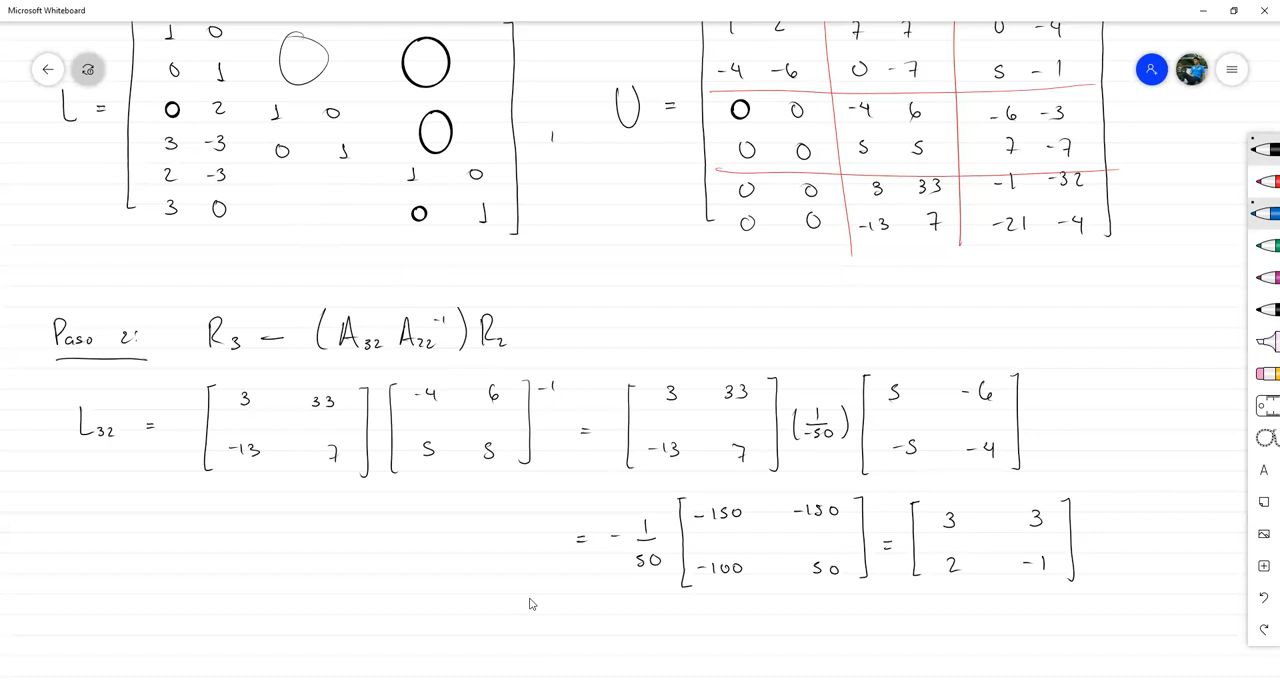 Microsoft Whiteboard
L =
1 0
0 1
0 2 1 0
3 -3 0 1
2 -3 1 0
3 0 0 1
,
U =
1 2 7 7 0 -4
-4 -6 0 -7 5 -1
0 0 -4 6 -6 -3
0 0 5 5 7 -7
0 0 3 33 -1 -32
0 0 -13 7 -21 -4
Paso 2: R3 - (A32 A22^-1) R2
L32 = [3 33; -13 7] [-4 6; 5 5]^-1 = [3 33; -13 7] (1/-50) [5 -6; -5 -4]
= - 1/50 [-150 -150; -100 50] = [3 3; 2 -1]
A